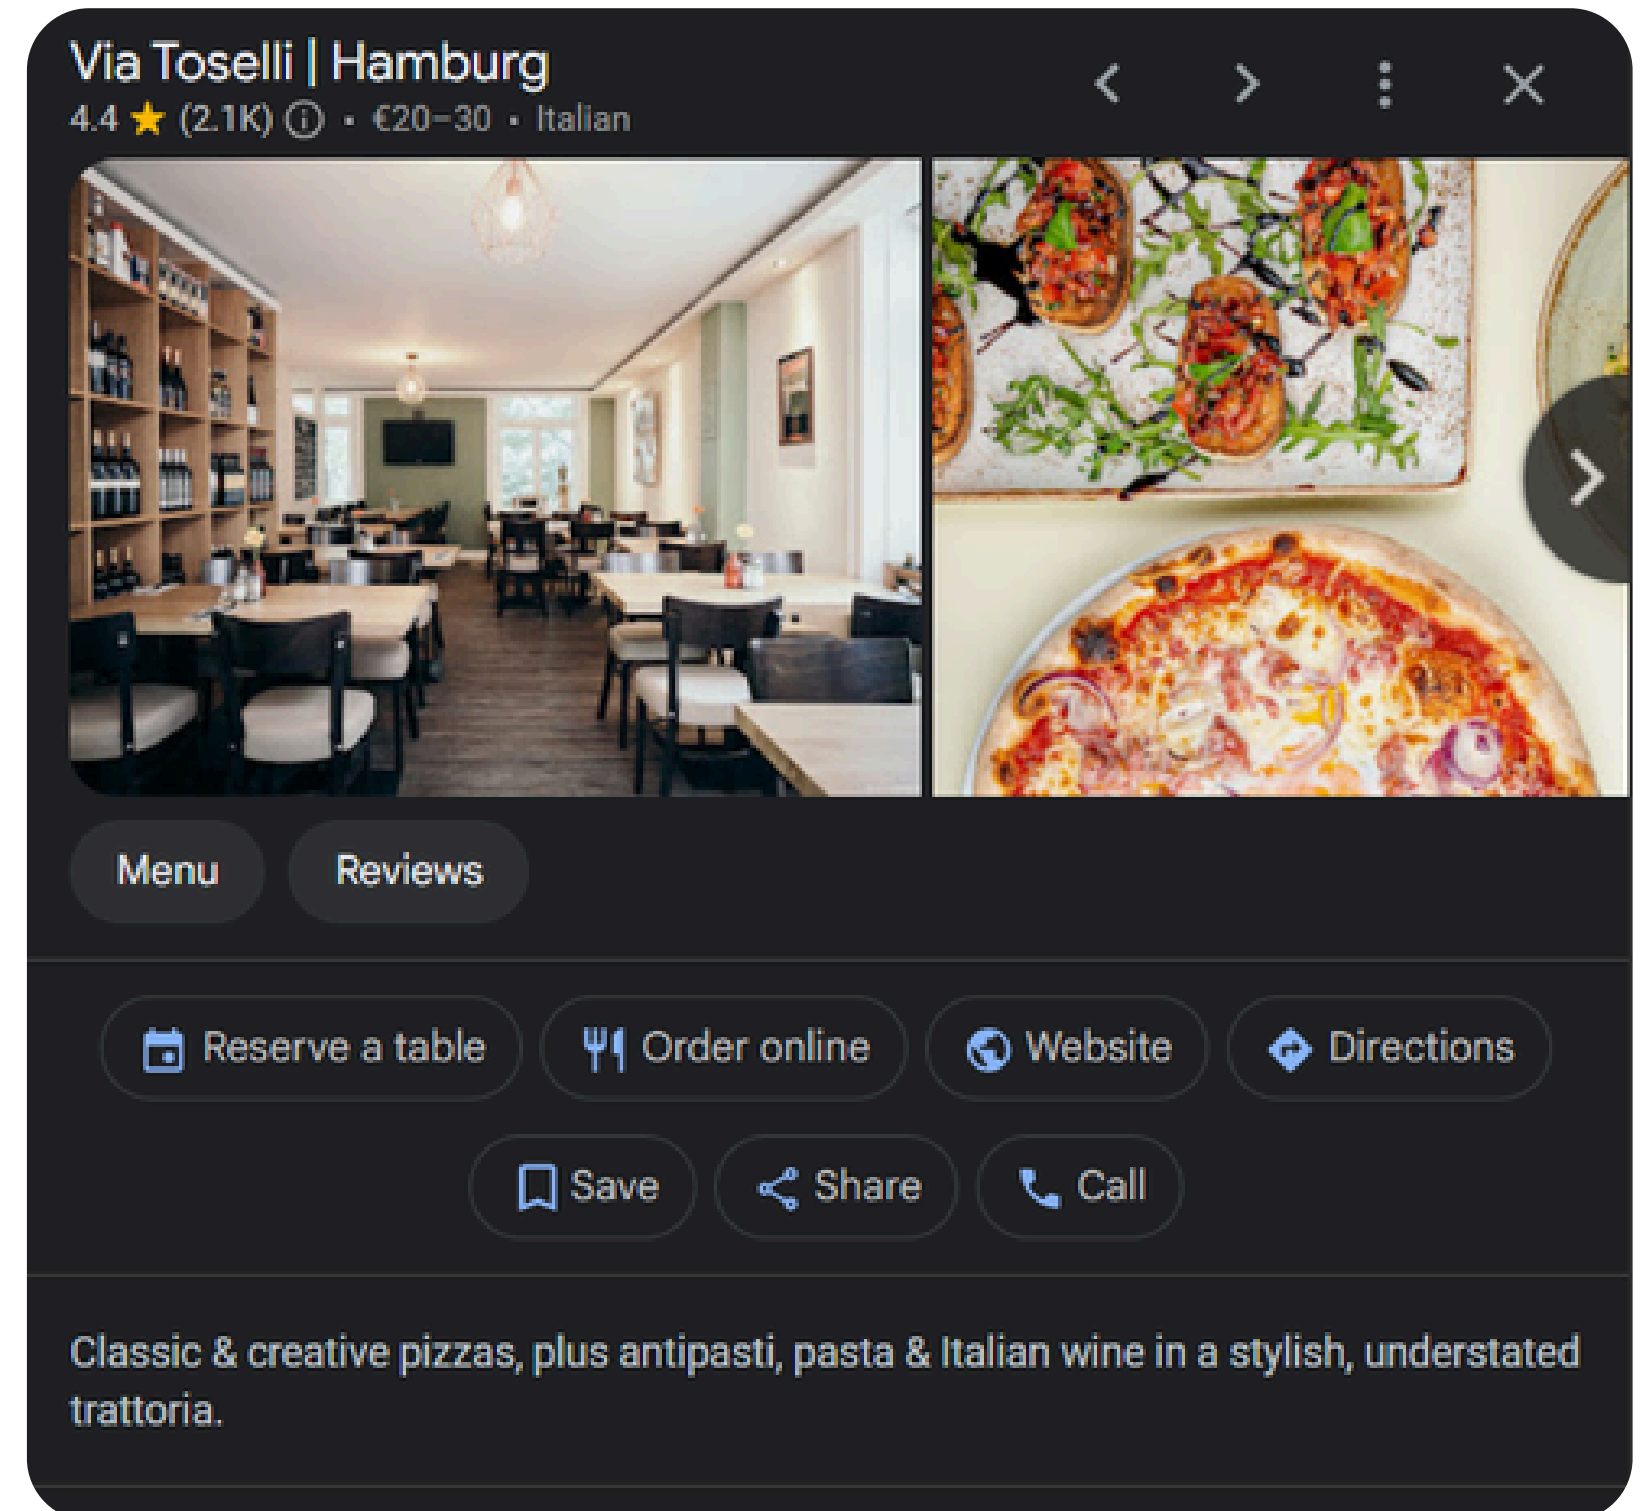 Via Toselli | Hamburg
4.4 ★ (2.1K) ⓘ · €20–30 · Italian
Menu
Reviews
Reserve a table
Order online
Website
Directions
Save
Share
Call
Classic & creative pizzas, plus antipasti, pasta & Italian wine in a stylish, understated
trattoria.